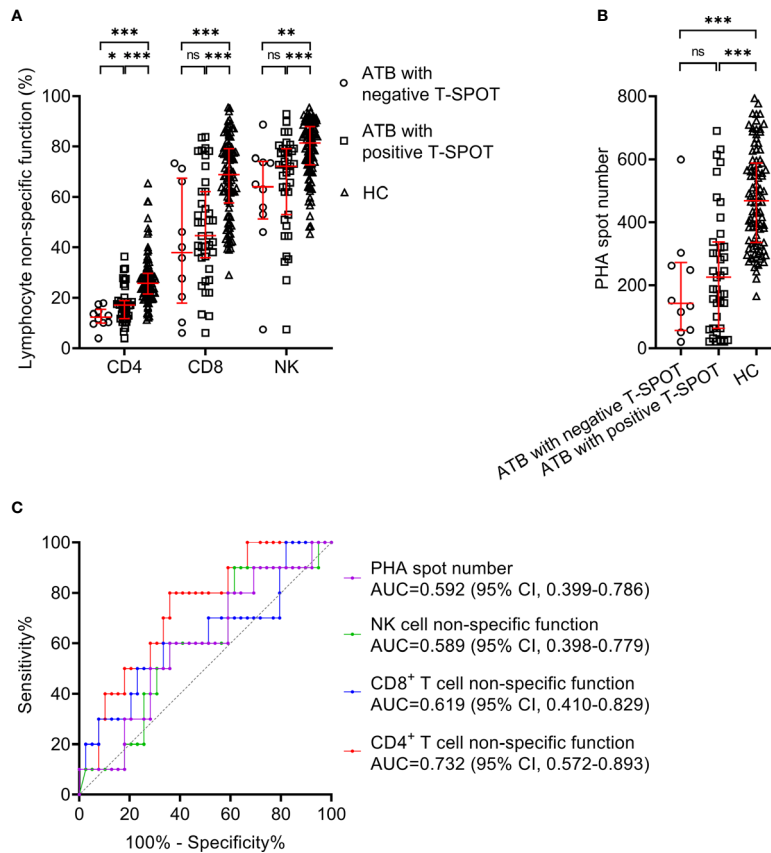 A
***
***
**
*
***
ns
***
ns
***
Lymphocyte non-specific function (%)
100
80
60
40
20
0
CD4
CD8
NK
ATB with
negative T-SPOT
ATB with
positive T-SPOT
HC
B
***
ns
***
PHA spot number
800
600
400
200
0
ATB with negative T-SPOT
ATB with positive T-SPOT
HC
C
Sensitivity%
100
80
60
40
20
0
0
20
40
60
80
100
100% - Specificity%
PHA spot number
AUC=0.592 (95% CI, 0.399-0.786)
NK cell non-specific function
AUC=0.589 (95% CI, 0.398-0.779)
CD8⁺ T cell non-specific function
AUC=0.619 (95% CI, 0.410-0.829)
CD4⁺ T cell non-specific function
AUC=0.732 (95% CI, 0.572-0.893)